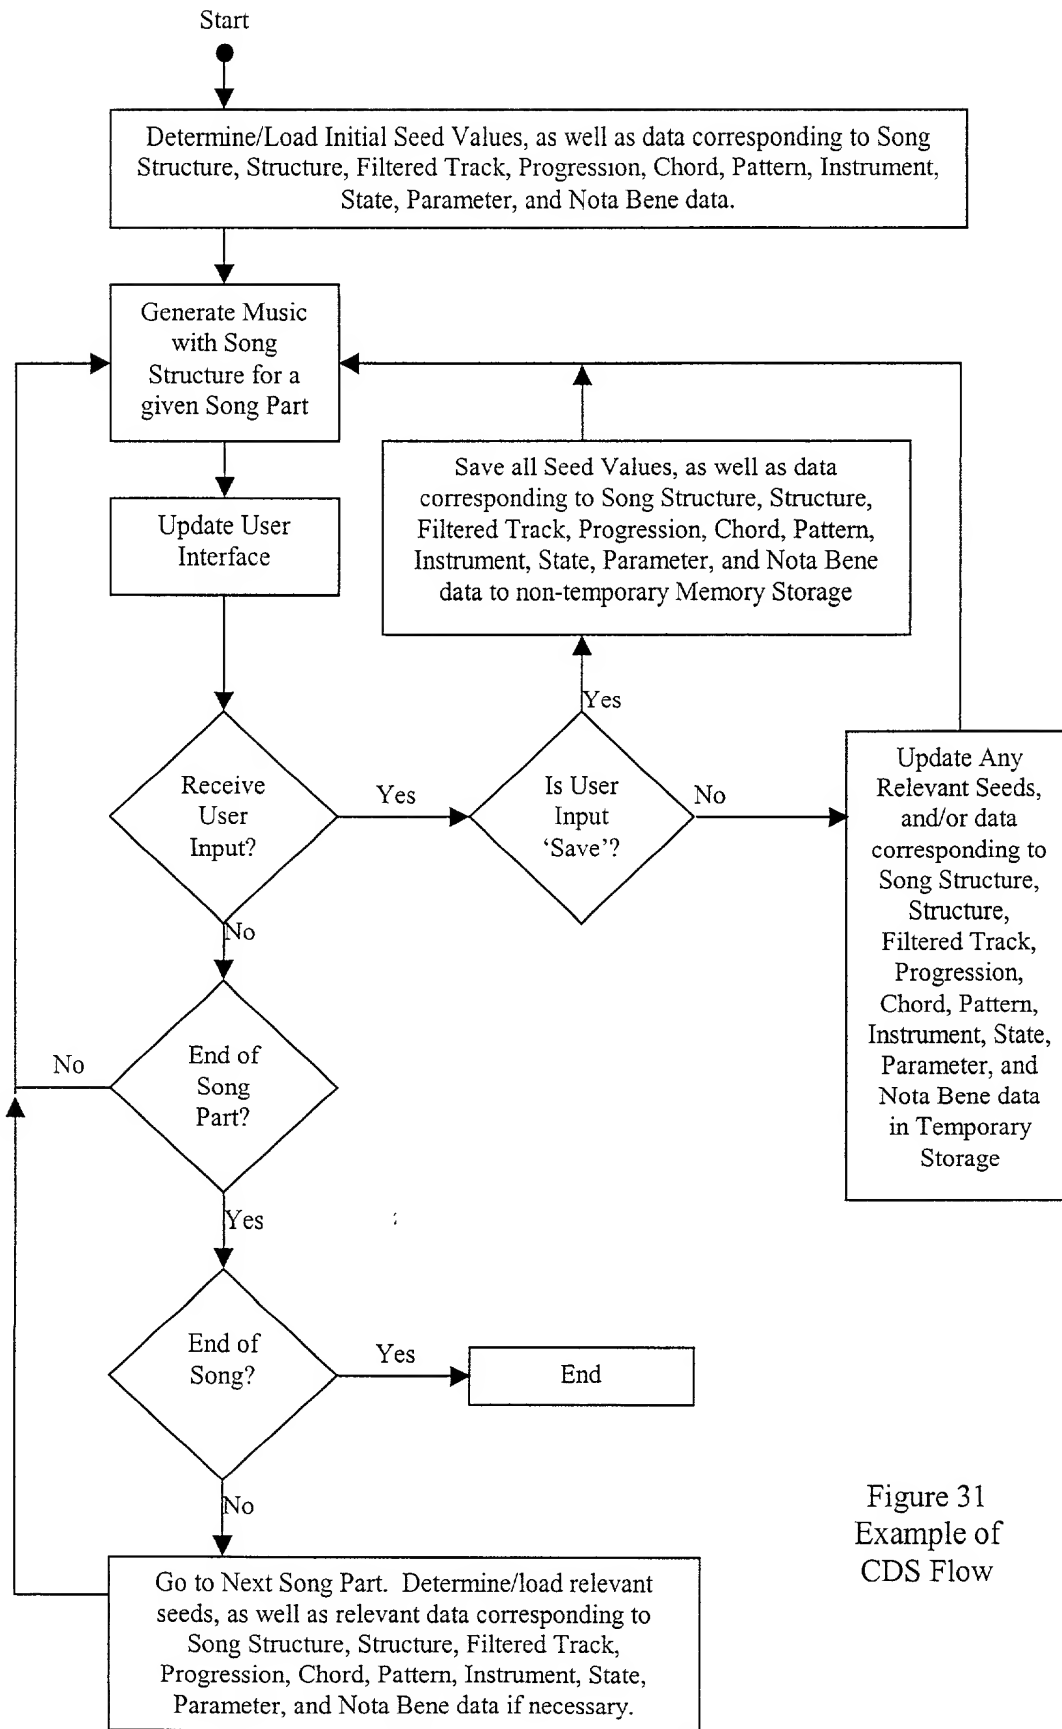 Start
Determine/Load Initial Seed Values, as well as data corresponding to Song
Structure, Structure, Filtered Track, Progression, Chord, Pattern, Instrument,
State, Parameter, and Nota Bene data.
Generate Music
with Song
Structure for a
given Song Part
Update User
Interface
Save all Seed Values, as well as data
corresponding to Song Structure, Structure,
Filtered Track, Progression, Chord, Pattern,
Instrument, State, Parameter, and Nota Bene
data to non-temporary Memory Storage
Yes
Receive
User
Input?
Yes
Is User
Input
‘Save’?
No
Update Any
Relevant Seeds,
and/or data
corresponding to
Song Structure,
Structure,
Filtered Track,
Progression,
Chord, Pattern,
Instrument, State,
Parameter, and
Nota Bene data
in Temporary
Storage
No
End of
Song
Part?
No
Yes
End of
Song?
Yes
End
No
Go to Next Song Part. Determine/load relevant
seeds, as well as relevant data corresponding to
Song Structure, Structure, Filtered Track,
Progression, Chord, Pattern, Instrument, State,
Parameter, and Nota Bene data if necessary.
Figure 31
Example of
CDS Flow